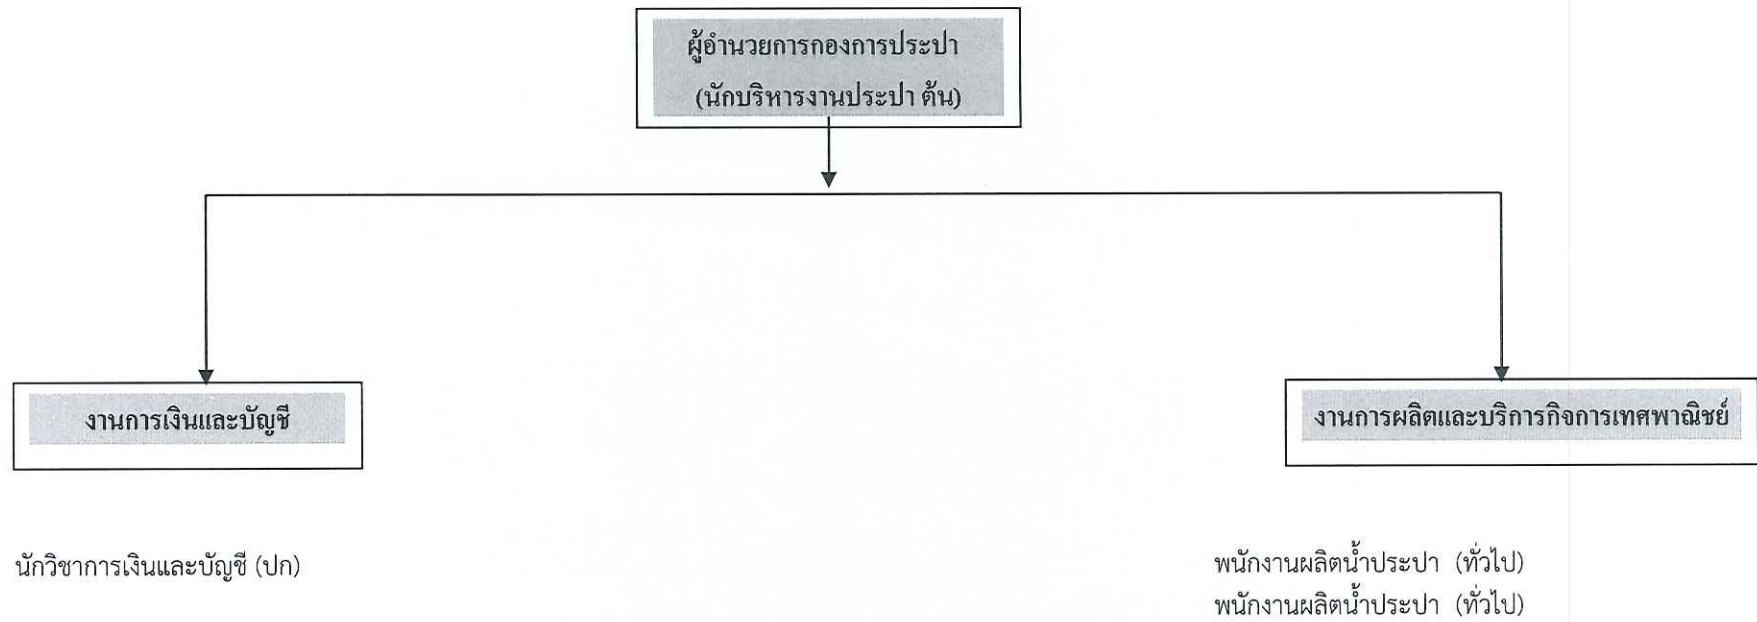 ผู้อำนวยการกองการประปา
(นักบริหารงานประปา ต้น)
งานการเงินและบัญชี
งานการผลิตและบริการกิจการเทศพาณิชย์
นักวิชาการเงินและบัญชี (ปก)
พนักงานผลิตน้ำประปา (ทั่วไป)
พนักงานผลิตน้ำประปา (ทั่วไป)